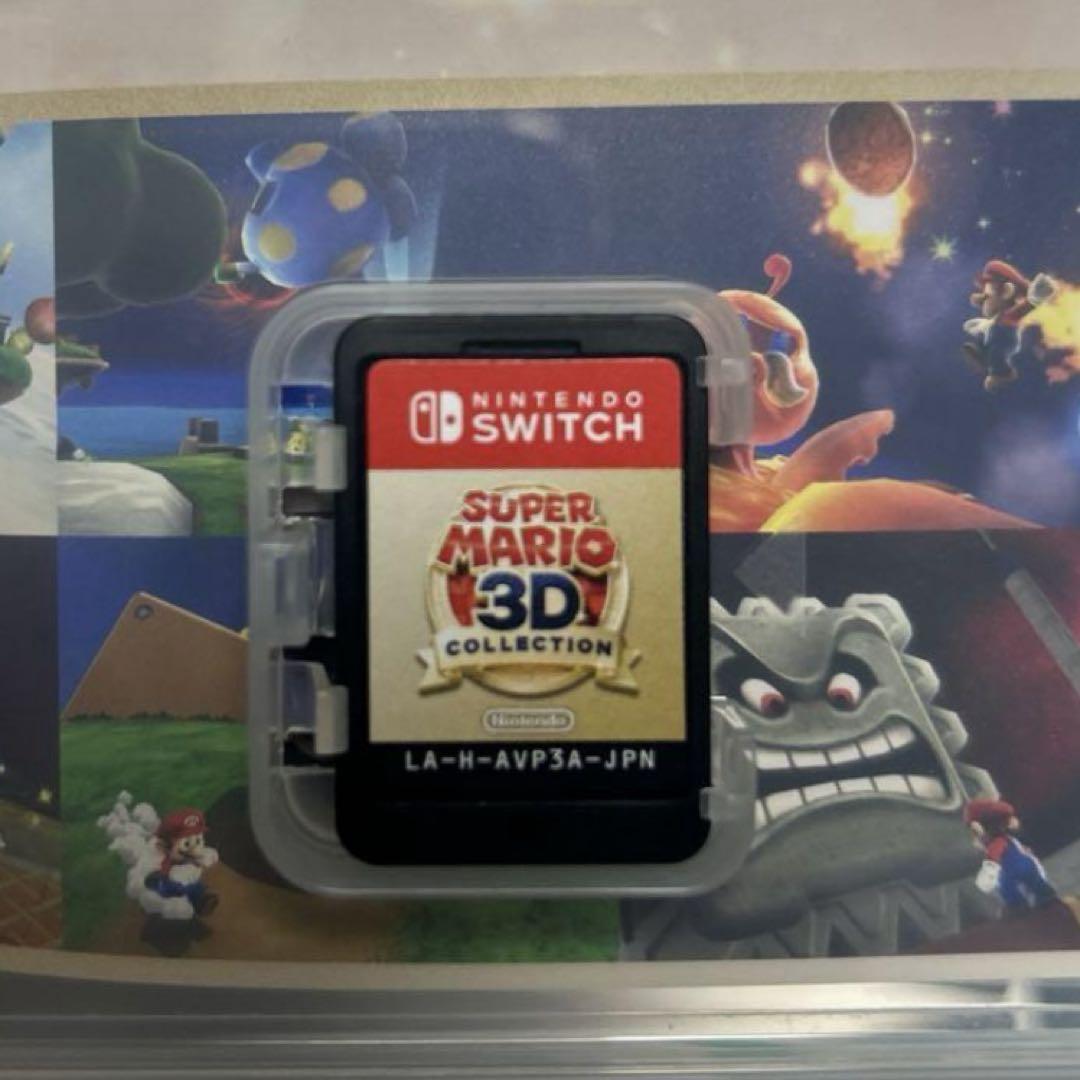 NINTENDO
SWITCH
SUPER
MARIO
3D
COLLECTION
Nintendo
LA-H-AVP3A-JPN